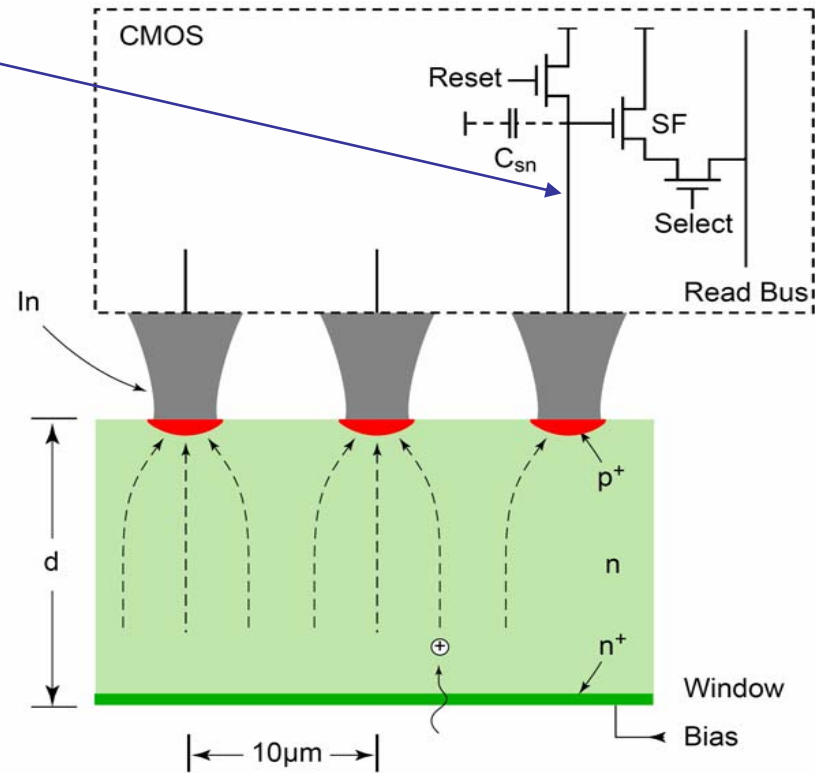 CMOS
Reset
SF
Csn
Select
Read Bus
In
p+
d
n
n+
Window
Bias
10µm